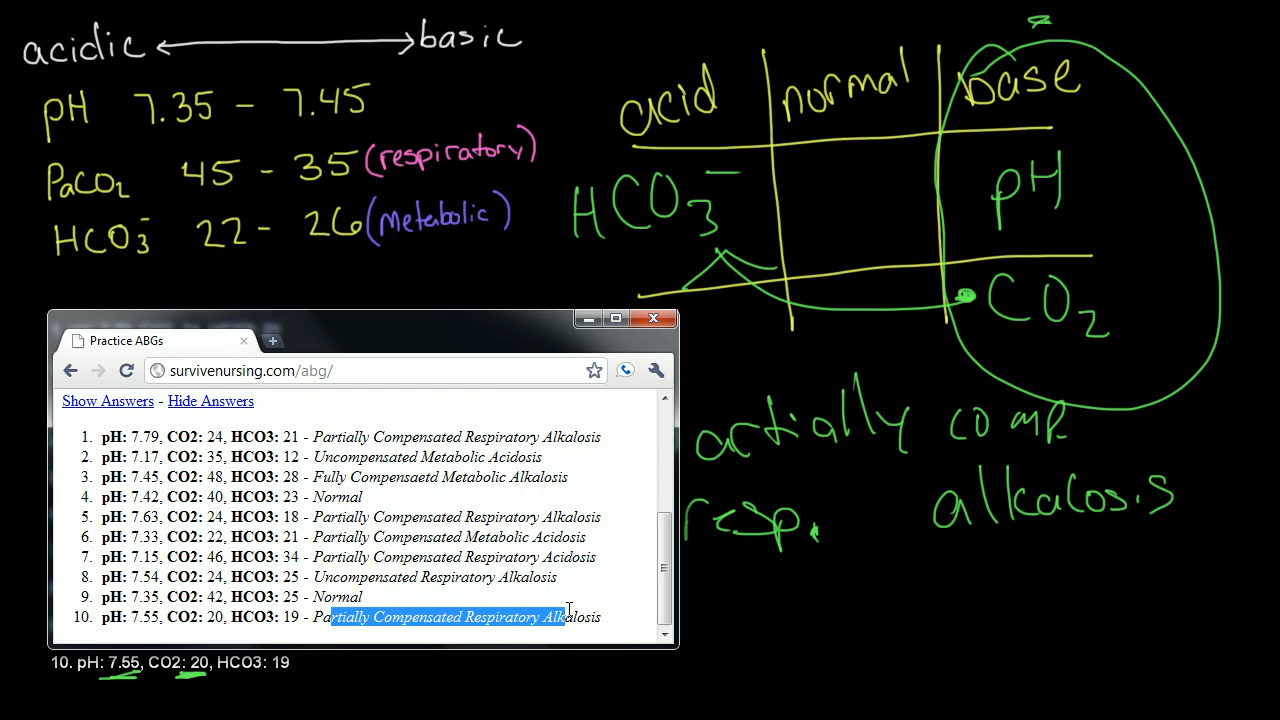 acidic basic
pH 7.35 - 7.45
PaCO2 45 - 35 (respiratory)
HCO3- 22 - 26 (Metabolic)
acid normal base
HCO3- pH
CO2
artially comp.
resp. alkalosis
Practice ABGs
survivenursing.com/abg/
Show Answers - Hide Answers
1. pH: 7.79, CO2: 24, HCO3: 21 - Partially Compensated Respiratory Alkalosis
2. pH: 7.17, CO2: 35, HCO3: 12 - Uncompensated Metabolic Acidosis
3. pH: 7.45, CO2: 48, HCO3: 28 - Fully Compensaetd Metabolic Alkalosis
4. pH: 7.42, CO2: 40, HCO3: 23 - Normal
5. pH: 7.63, CO2: 24, HCO3: 18 - Partially Compensated Respiratory Alkalosis
6. pH: 7.33, CO2: 22, HCO3: 21 - Partially Compensated Metabolic Acidosis
7. pH: 7.15, CO2: 46, HCO3: 34 - Partially Compensated Respiratory Acidosis
8. pH: 7.54, CO2: 24, HCO3: 25 - Uncompensated Respiratory Alkalosis
9. pH: 7.35, CO2: 42, HCO3: 25 - Normal
10. pH: 7.55, CO2: 20, HCO3: 19 - Partially Compensated Respiratory Alkalosis
10. pH: 7.55, CO2: 20, HCO3: 19